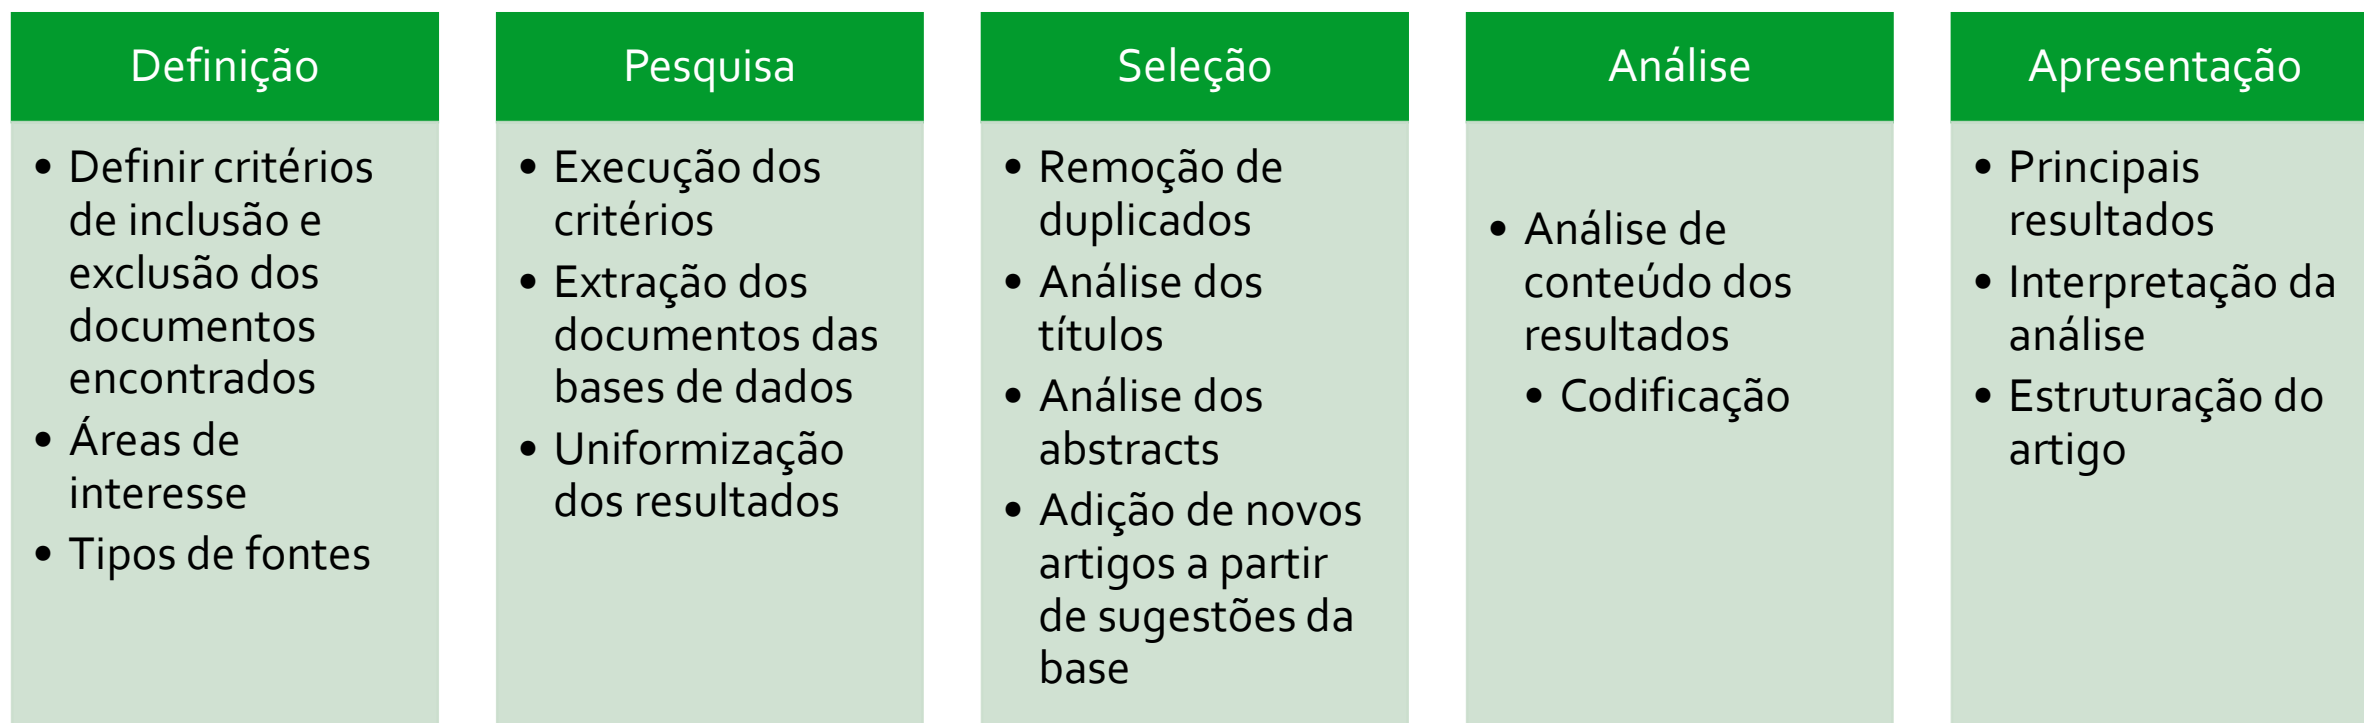 Definição
• Definir critérios
de inclusão e
exclusão dos
documentos
encontrados
• Áreas de
interesse
• Tipos de fontes
Pesquisa
• Execução dos
critérios
• Extração dos
documentos das
bases de dados
• Uniformização
dos resultados
Seleção
• Remoção de
duplicados
• Análise dos
títulos
• Análise dos
abstracts
• Adição de novos
artigos a partir
de sugestões da
base
Análise
• Análise de
conteúdo dos
resultados
• Codificação
Apresentação
• Principais
resultados
• Interpretação da
análise
• Estruturação do
artigo